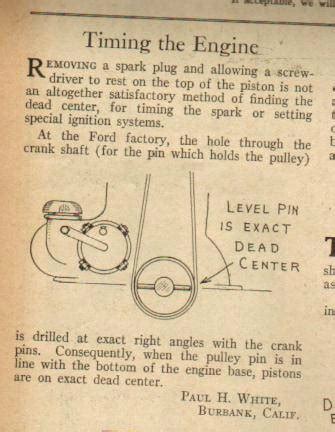 If acceptable, we will
Timing the Engine
REMOVING a spark plug and allowing a screw-
driver to rest on the top of the piston is not
an altogether satisfactory method of finding the
dead center, for timing the spark or setting
special ignition systems.
At the Ford factory, the hole through the
crank shaft (for the pin which holds the pulley)
LEVEL PIN
IS EXACT
DEAD
CENTER
is drilled at exact right angles with the crank
pins. Consequently, when the pulley pin is in
line with the bottom of the engine base, pistons
are on exact dead center.
PAUL H. WHITE,
BURBANK, CALIF.